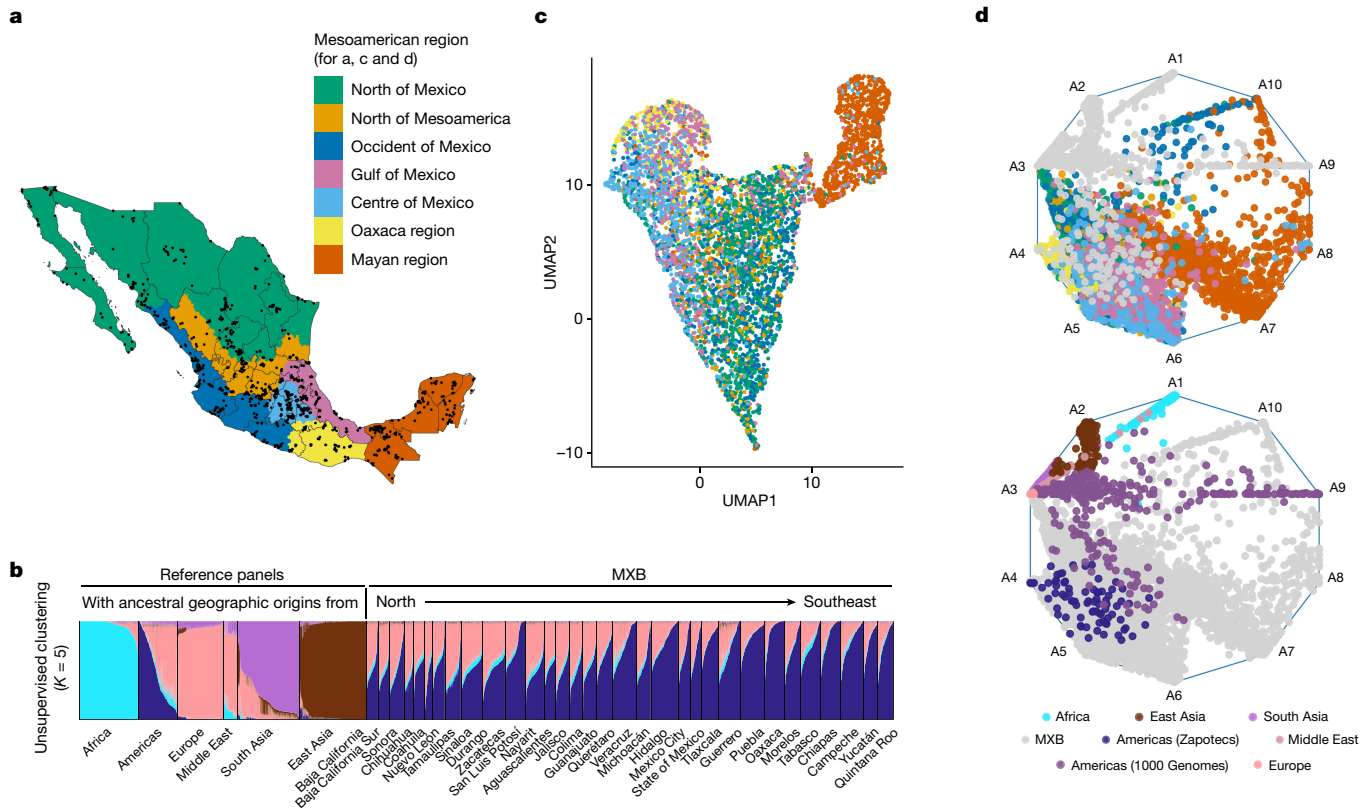 a
Mesoamerican region
(for a, c and d)
North of Mexico
North of Mesoamerica
Occident of Mexico
Gulf of Mexico
Centre of Mexico
Oaxaca region
Mayan region
c
UMAP2
10
0
–10
0
10
UMAP1
d
A1
A2
A10
A3
A9
A4
A8
A5
A7
A6
A1
A2
A10
A3
A9
A4
A8
A5
A7
A6
Africa
East Asia
South Asia
MXB
Americas (Zapotecs)
Middle East
Americas (1000 Genomes)
Europe
b
Unsupervised clustering
(K = 5)
Reference panels
MXB
With ancestral geographic origins from
North
Southeast
Africa
Americas
Europe
Middle East
South Asia
East Asia
Baja California
Baja California Sur
Sonora
Chihuahua
Coahuila
Nuevo León
Tamaulipas
Sinaloa
Durango
Zacatecas
San Luis Potosí
Nayarit
Aguascalientes
Jalisco
Colima
Guanajuato
Querétaro
Veracruz
Michoacán
Hidalgo
Mexico City
State of Mexico
Tlaxcala
Guerrero
Puebla
Oaxaca
Morelos
Tabasco
Chiapas
Campeche
Yucatán
Quintana Roo